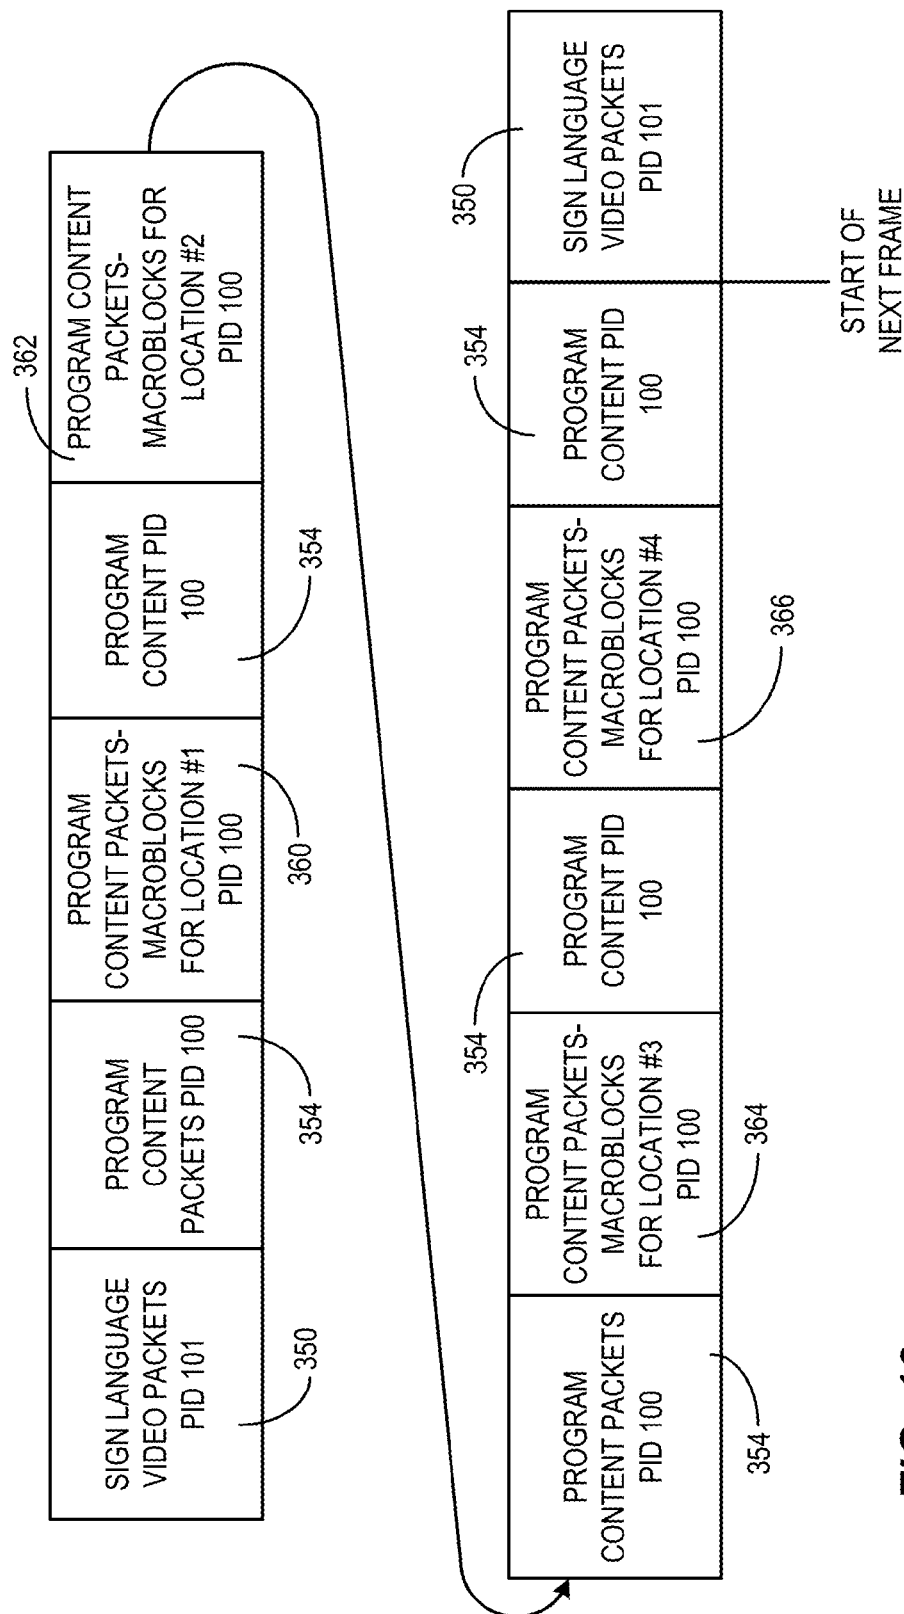 SIGN LANGUAGE
VIDEO PACKETS
PID 101
350
PROGRAM
CONTENT
PACKETS PID 100
354
PROGRAM
CONTENT PACKETS-
MACROBLOCKS
FOR LOCATION #1
PID 100
360
PROGRAM
CONTENT PID
100
354
362
PROGRAM CONTENT
PACKETS-
MACROBLOCKS FOR
LOCATION #2
PID 100
PROGRAM
CONTENT PACKETS
PID 100
354
PROGRAM
CONTENT PACKETS-
MACROBLOCKS
FOR LOCATION #3
PID 100
364
354
PROGRAM
CONTENT PID
100
PROGRAM
CONTENT PACKETS-
MACROBLOCKS
FOR LOCATION #4
PID 100
366
354
PROGRAM
CONTENT PID
100
350
SIGN LANGUAGE
VIDEO PACKETS
PID 101
START OF
NEXT FRAME
FIG.